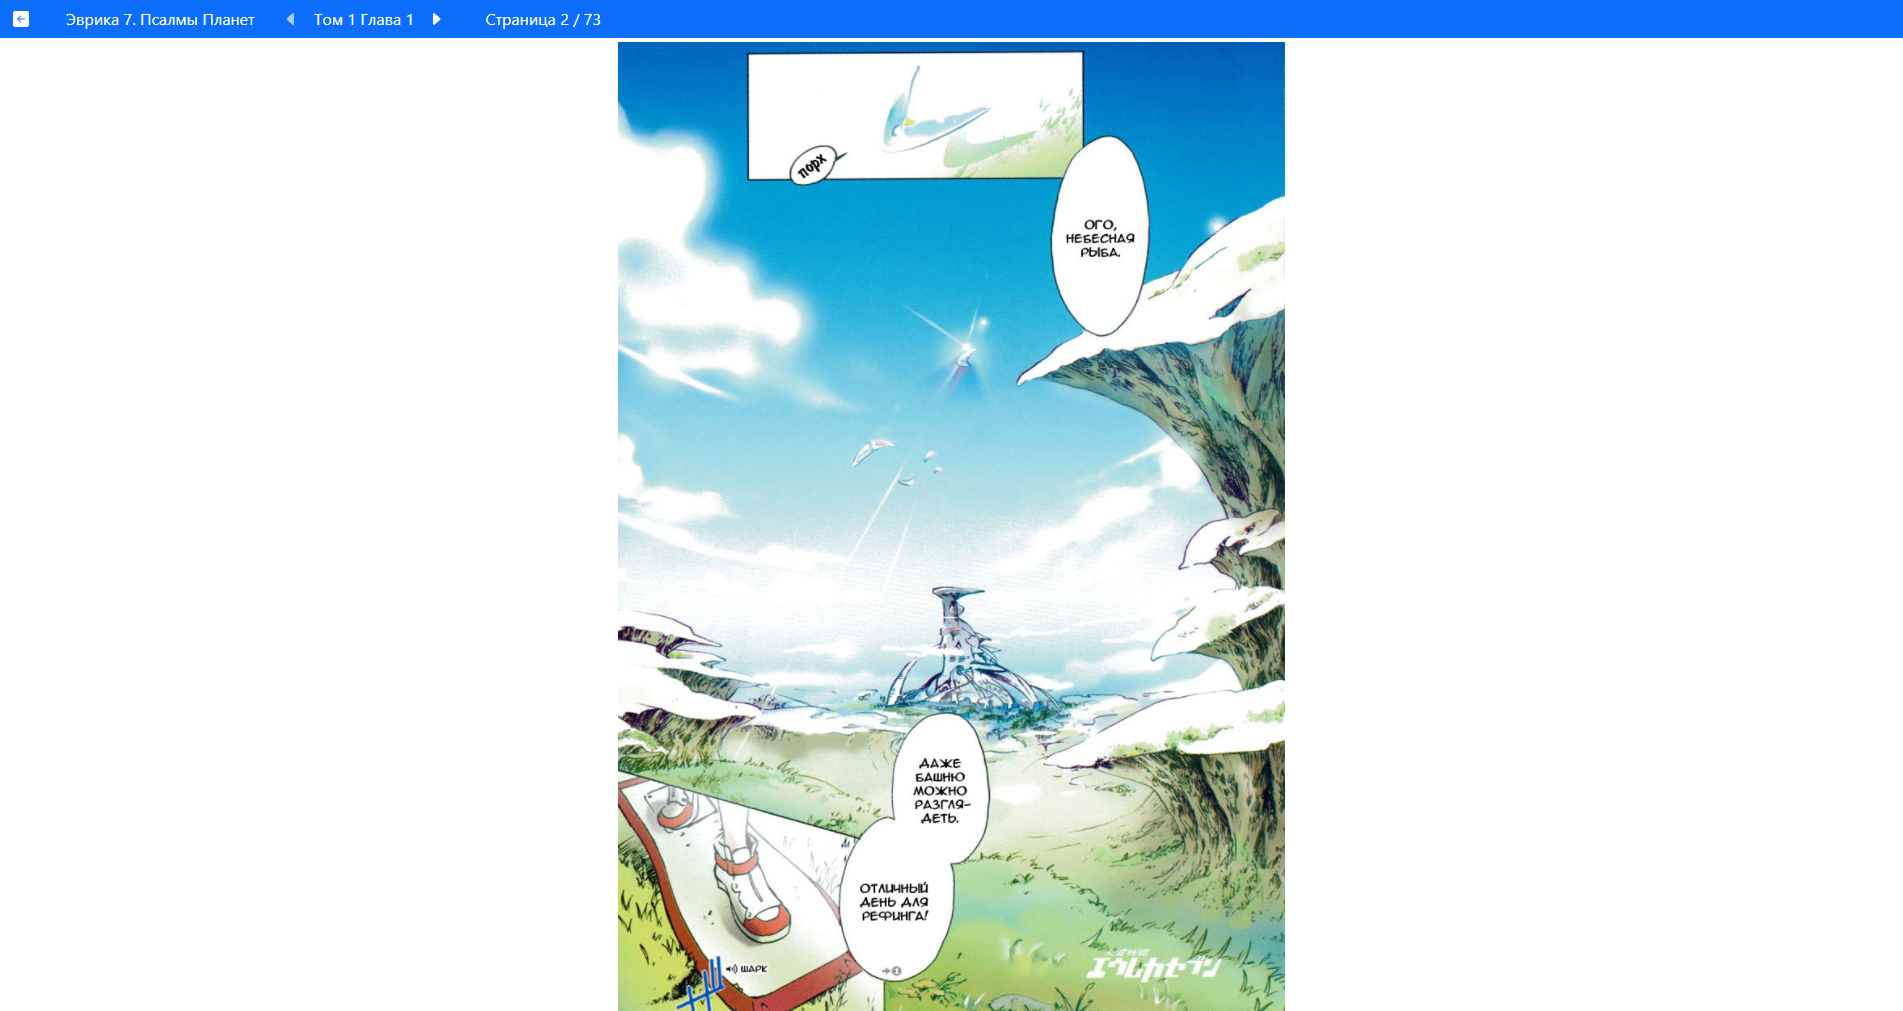 Эврика 7. Псалмы Планет
Том 1 Глава 1
Страница 2 / 73
ПОРХ
ОГО,
НЕБЕСНАЯ
РЫБА.
ДАЖЕ
БАШНЮ
МОЖНО
РАЗГЛЯ-
ДЕТЬ.
ОТЛИЧНЫЙ
ДЕНЬ ДЛЯ
РЕФИНГА!
ШАРК
1
エウレカセブン